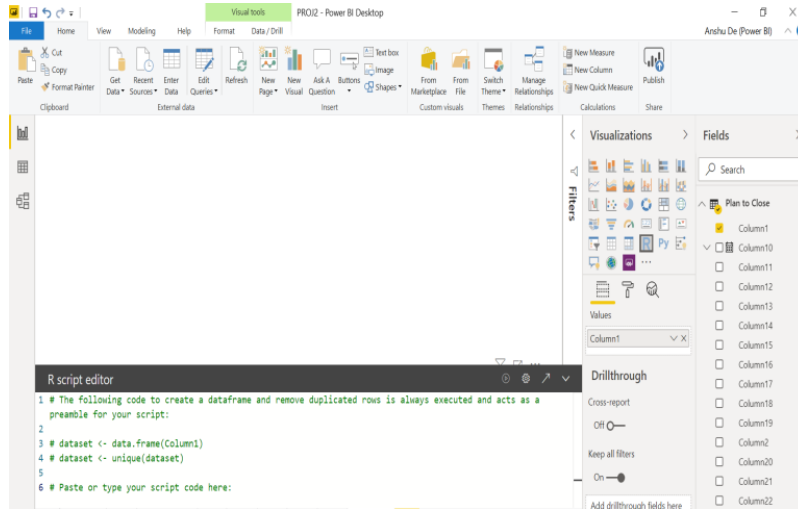 Visual tools
PROJ2 - Power BI Desktop
File
Home
View
Modeling
Help
Format
Data / Drill
Anshu De (Power BI)
Paste
Cut
Copy
Format Painter
Clipboard
Get Data
Recent Sources
Enter Data
Edit Queries
External data
Refresh
New Page
New Visual
Ask A Question
Buttons
Text box
Image
Shapes
Insert
From Marketplace
From File
Custom visuals
Switch Theme
Themes
Manage Relationships
Relationships
New Measure
New Column
New Quick Measure
Calculations
Publish
Share
Filters
Visualizations
R
Py
Values
Column1
Drillthrough
Cross-report
Off
Keep all filters
On
Add drillthrough fields here
Fields
Search
Plan to Close
Column1
Column10
Column11
Column12
Column13
Column14
Column15
Column16
Column17
Column18
Column19
Column2
Column20
Column21
Column22
R script editor
1 # The following code to create a dataframe and remove duplicated rows is always executed and acts as a
preamble for your script:
2
3 # dataset <- data.frame(Column1)
4 # dataset <- unique(dataset)
5
6 # Paste or type your script code here: